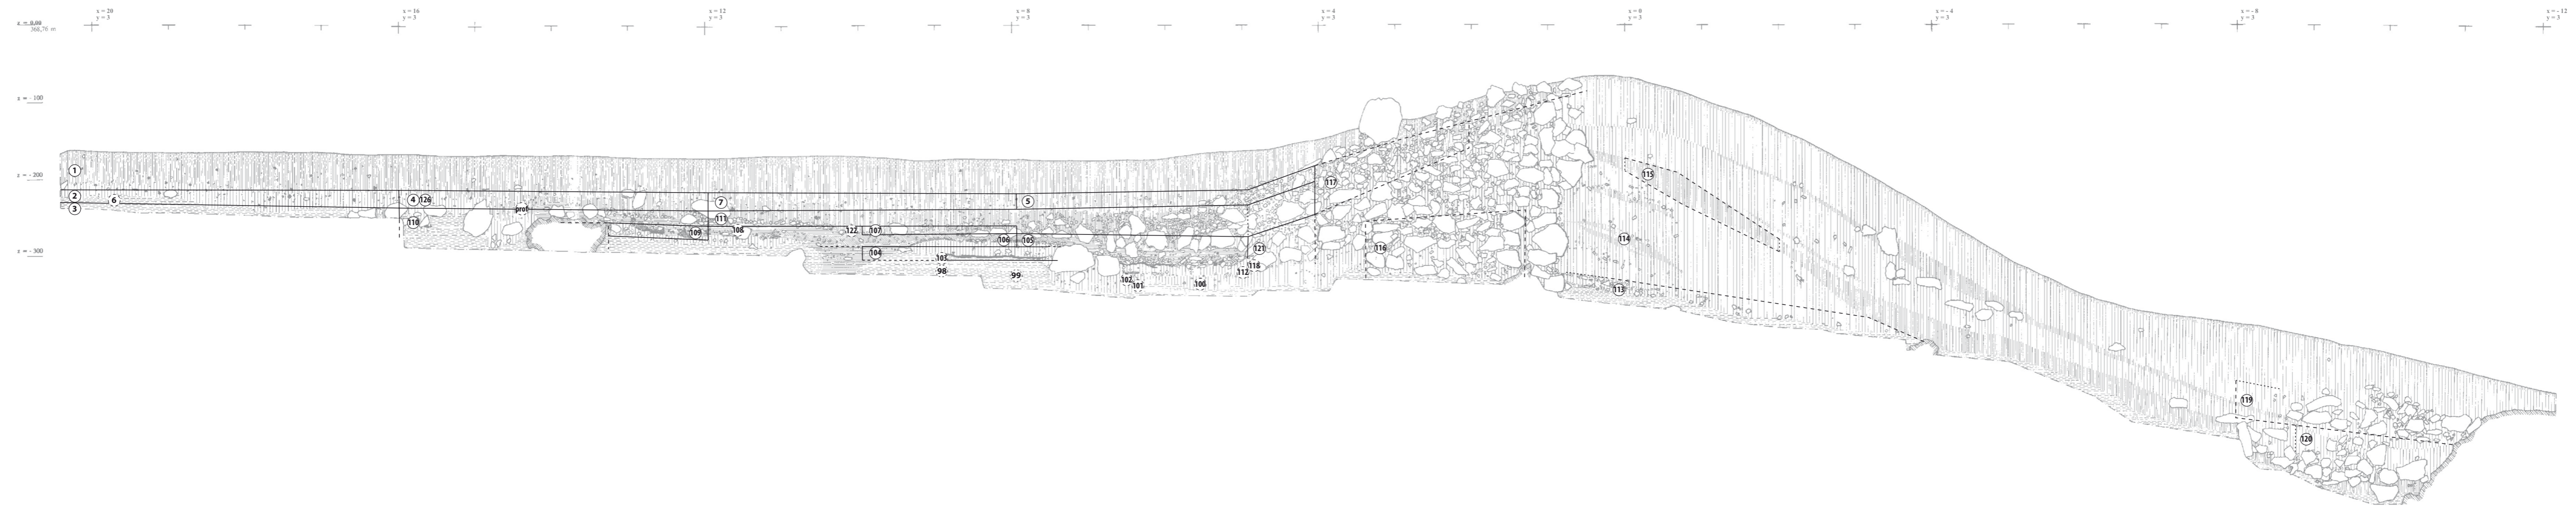 x = 20
y = 3
x = 16
y = 3
x = 12
y = 3
x = 8
y = 3
x = 4
y = 3
x = 0
y = 3
x = - 4
y = 3
x = - 8
y = 3
x = - 12
y = 3
z = 0,00
368,76 m
z = - 100
z = - 200
z = - 300
1
2
3
6
4
126
110
prof
7
111
108
109
122
107
106
105
5
104
103
98
99
102
101
100
112
118
121
117
116
115
114
113
119
120